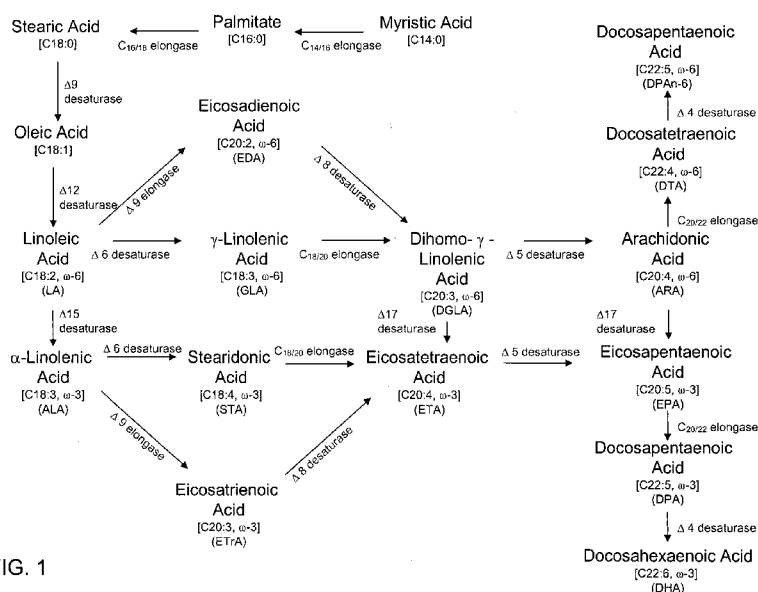 Stearic Acid
[C18:0]
C16/18 elongase
Palmitate
[C16:0]
C14/16 elongase
Myristic Acid
[C14:0]
Δ9
desaturase
Oleic Acid
[C18:1]
Δ12
desaturase
Linoleic
Acid
[C18:2, ω-6]
(LA)
Δ 9 elongase
Eicosadienoic
Acid
[C20:2, ω-6]
(EDA)
Δ 8 desaturase
Δ 6 desaturase
γ-Linolenic
Acid
[C18:3, ω-6]
(GLA)
C18/20 elongase
Dihomo- γ -
Linolenic
Acid
[C20:3, ω-6]
(DGLA)
Δ 5 desaturase
Arachidonic
Acid
[C20:4, ω-6]
(ARA)
C20/22 elongase
Docosatetraenoic
Acid
[C22:4, ω-6]
(DTA)
Δ 4 desaturase
Docosapentaenoic
Acid
[C22:5, ω-6]
(DPAn-6)
Δ15
desaturase
Δ17
desaturase
Δ17
desaturase
α-Linolenic
Acid
[C18:3, ω-3]
(ALA)
Δ 6 desaturase
Stearidonic
Acid
[C18:4, ω-3]
(STA)
C18/20 elongase
Eicosatetraenoic
Acid
[C20:4, ω-3]
(ETA)
Δ 5 desaturase
Eicosapentaenoic
Acid
[C20:5, ω-3]
(EPA)
Δ 9 elongase
Eicosatrienoic
Acid
[C20:3, ω-3]
(ETrA)
Δ 8 desaturase
C20/22 elongase
Docosapentaenoic
Acid
[C22:5, ω-3]
(DPA)
Δ 4 desaturase
Docosahexaenoic Acid
[C22:6, ω-3]
(DHA)
IG. 1